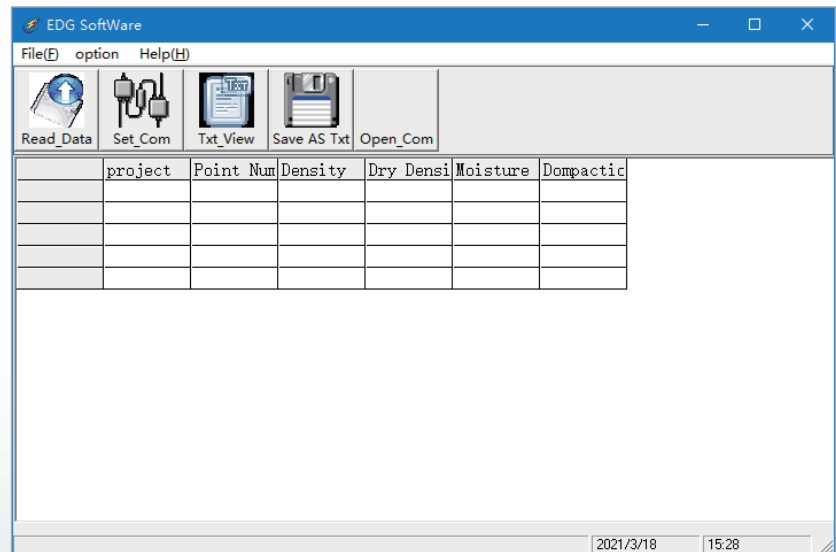 EDG SoftWare
File(F) option Help(H)
Txt
Read_Data Set_Com Txt_View Save AS Txt Open_Com
project Point Num Density Dry Densi Moisture Dompactic
2021/3/18 15:28